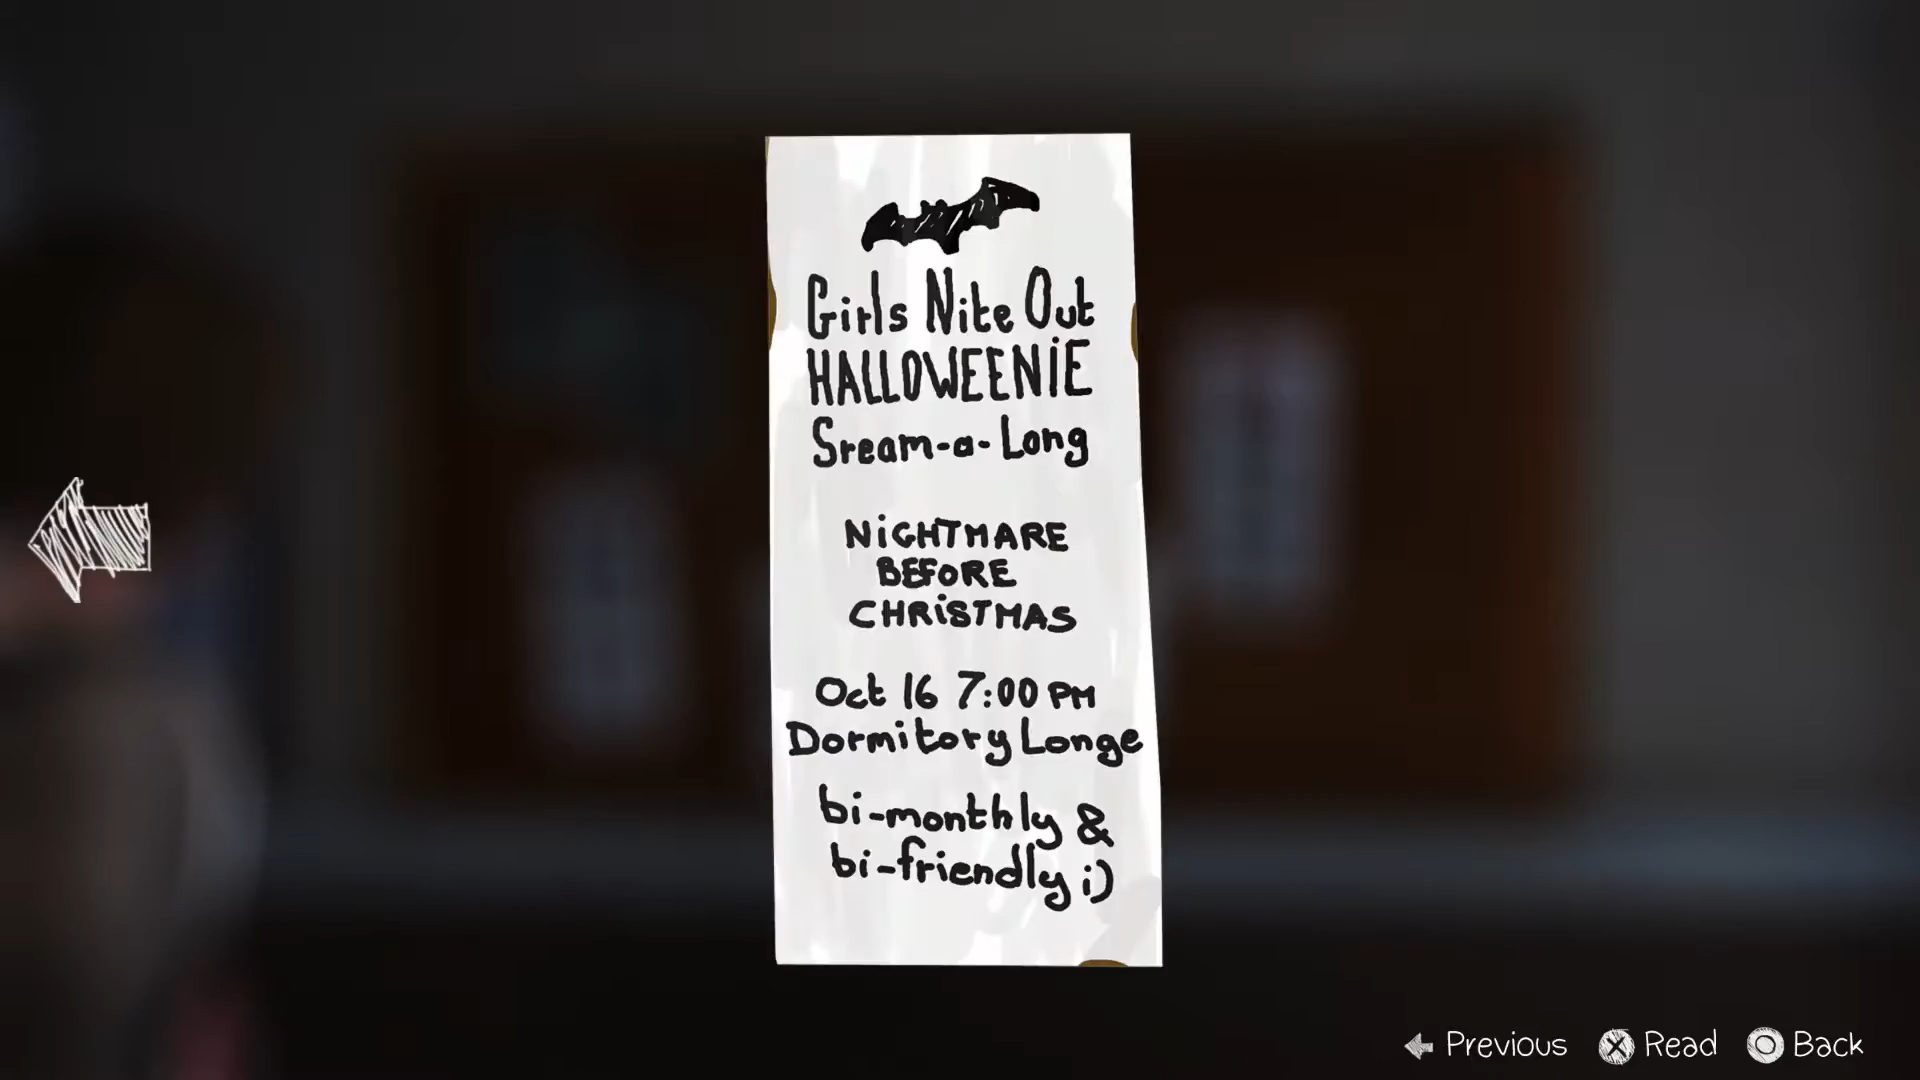 Girls Nite Out
HALLOWEENiE
Sream-a-Long
NiGHTMARE
BEFORE
CHRiSTMAS
Oct 16 7:00 PM
Dormitory Longe
bi-monthly &
bi-friendly ;)
Previous Read Back